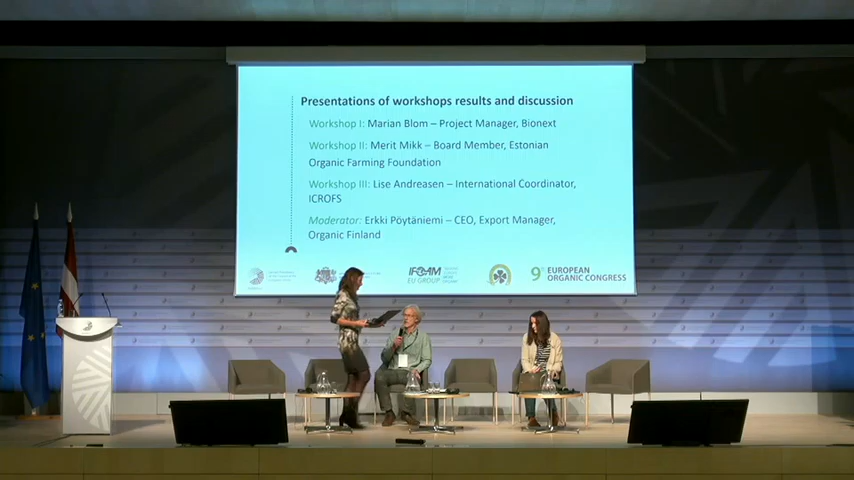 Presentations of workshops results and discussion
Workshop I: Marian Blom – Project Manager, Bionext
Workshop II: Merit Mikk – Board Member, Estonian
Organic Farming Foundation
Workshop III: Lise Andreasen – International Coordinator,
ICROFS
Moderator: Erkki Pöytäniemi – CEO, Export Manager,
Organic Finland
IFOAM
EU GROUP
9th EUROPEAN
ORGANIC CONGRESS